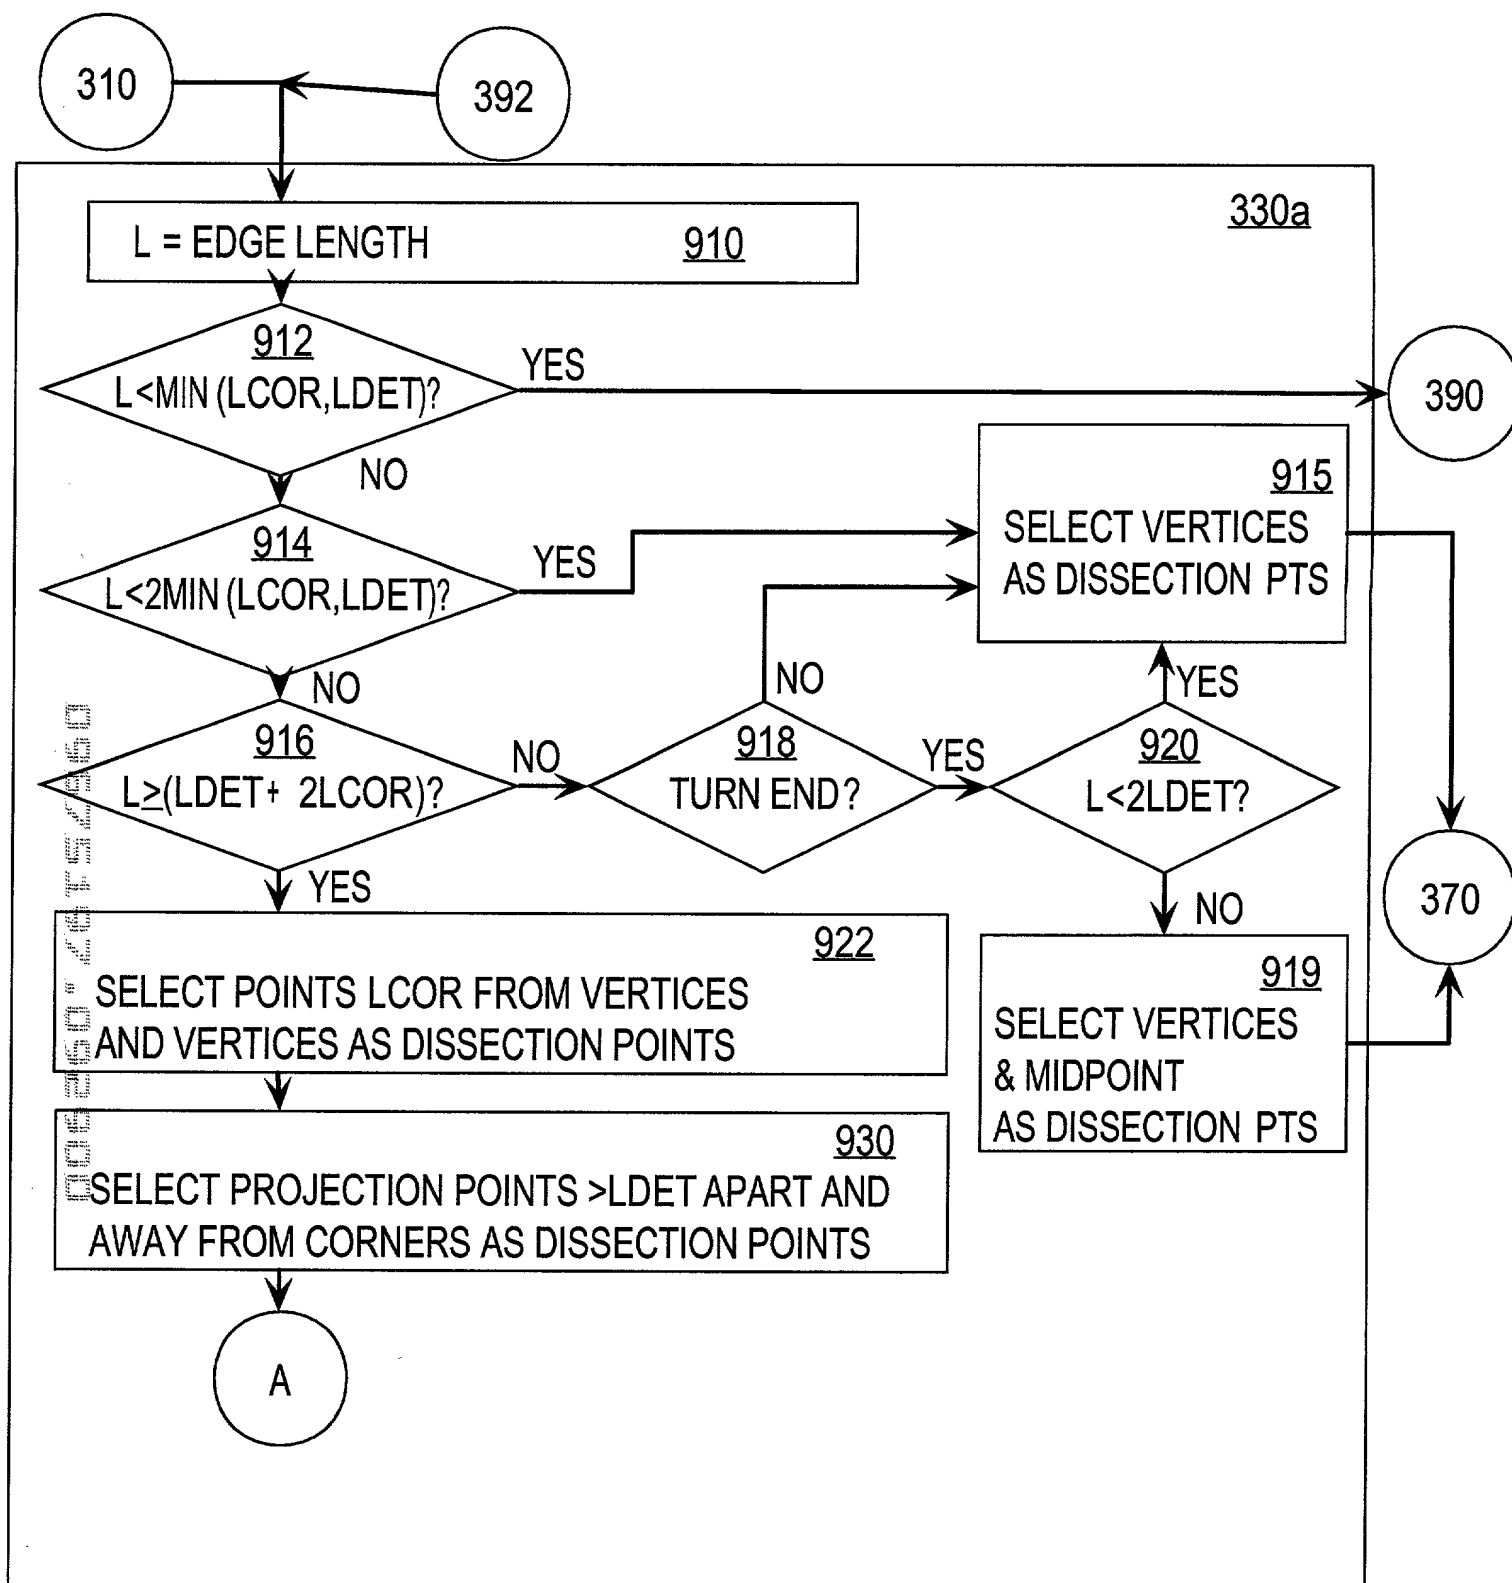 310
392
330a
L = EDGE LENGTH 910
912
L<MIN (LCOR,LDET)?
YES
390
NO
914
L<2MIN (LCOR,LDET)?
YES
915
SELECT VERTICES
AS DISSECTION PTS
NO
916
L≥(LDET+ 2LCOR)?
NO
918
TURN END?
NO
YES
920
L<2LDET?
YES
NO
370
YES
922
SELECT POINTS LCOR FROM VERTICES
AND VERTICES AS DISSECTION POINTS
919
SELECT VERTICES
& MIDPOINT
AS DISSECTION PTS
930
SELECT PROJECTION POINTS >LDET APART AND
AWAY FROM CORNERS AS DISSECTION POINTS
A